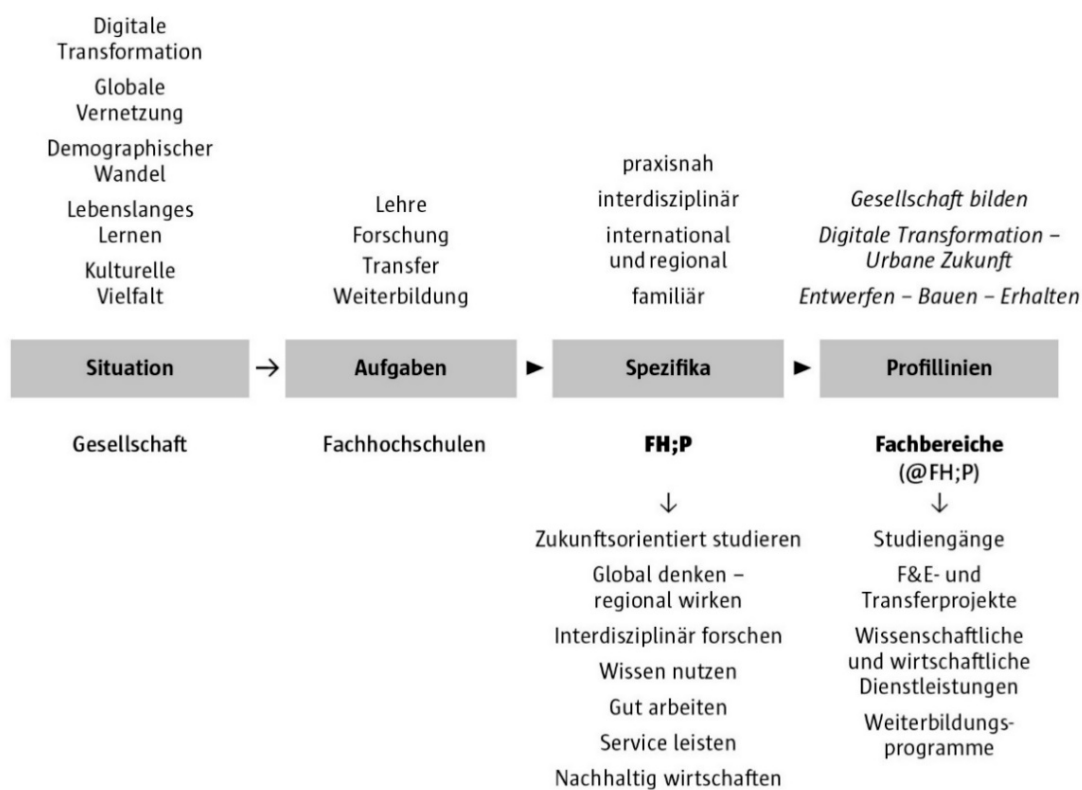 Digitale
Transformation
Globale
Vernetzung
Demographischer
Wandel
Lebenslanges
Lernen
Kulturelle
Vielfalt
Lehre
Forschung
Transfer
Weiterbildung
praxisnah
interdisziplinär
international
und regional
familiär
Gesellschaft bilden
Digitale Transformation –
Urbane Zukunft
Entwerfen – Bauen – Erhalten
Situation → Aufgaben ► Spezifika ► Profillinien
Gesellschaft
Fachhochschulen
FH;P
↓
Zukunftsorientiert studieren
Global denken –
regional wirken
Interdisziplinär forschen
Wissen nutzen
Gut arbeiten
Service leisten
Nachhaltig wirtschaften
Fachbereiche
(@FH;P)
↓
Studiengänge
F&E- und
Transferprojekte
Wissenschaftliche
und wirtschaftliche
Dienstleistungen
Weiterbildungs-
programme